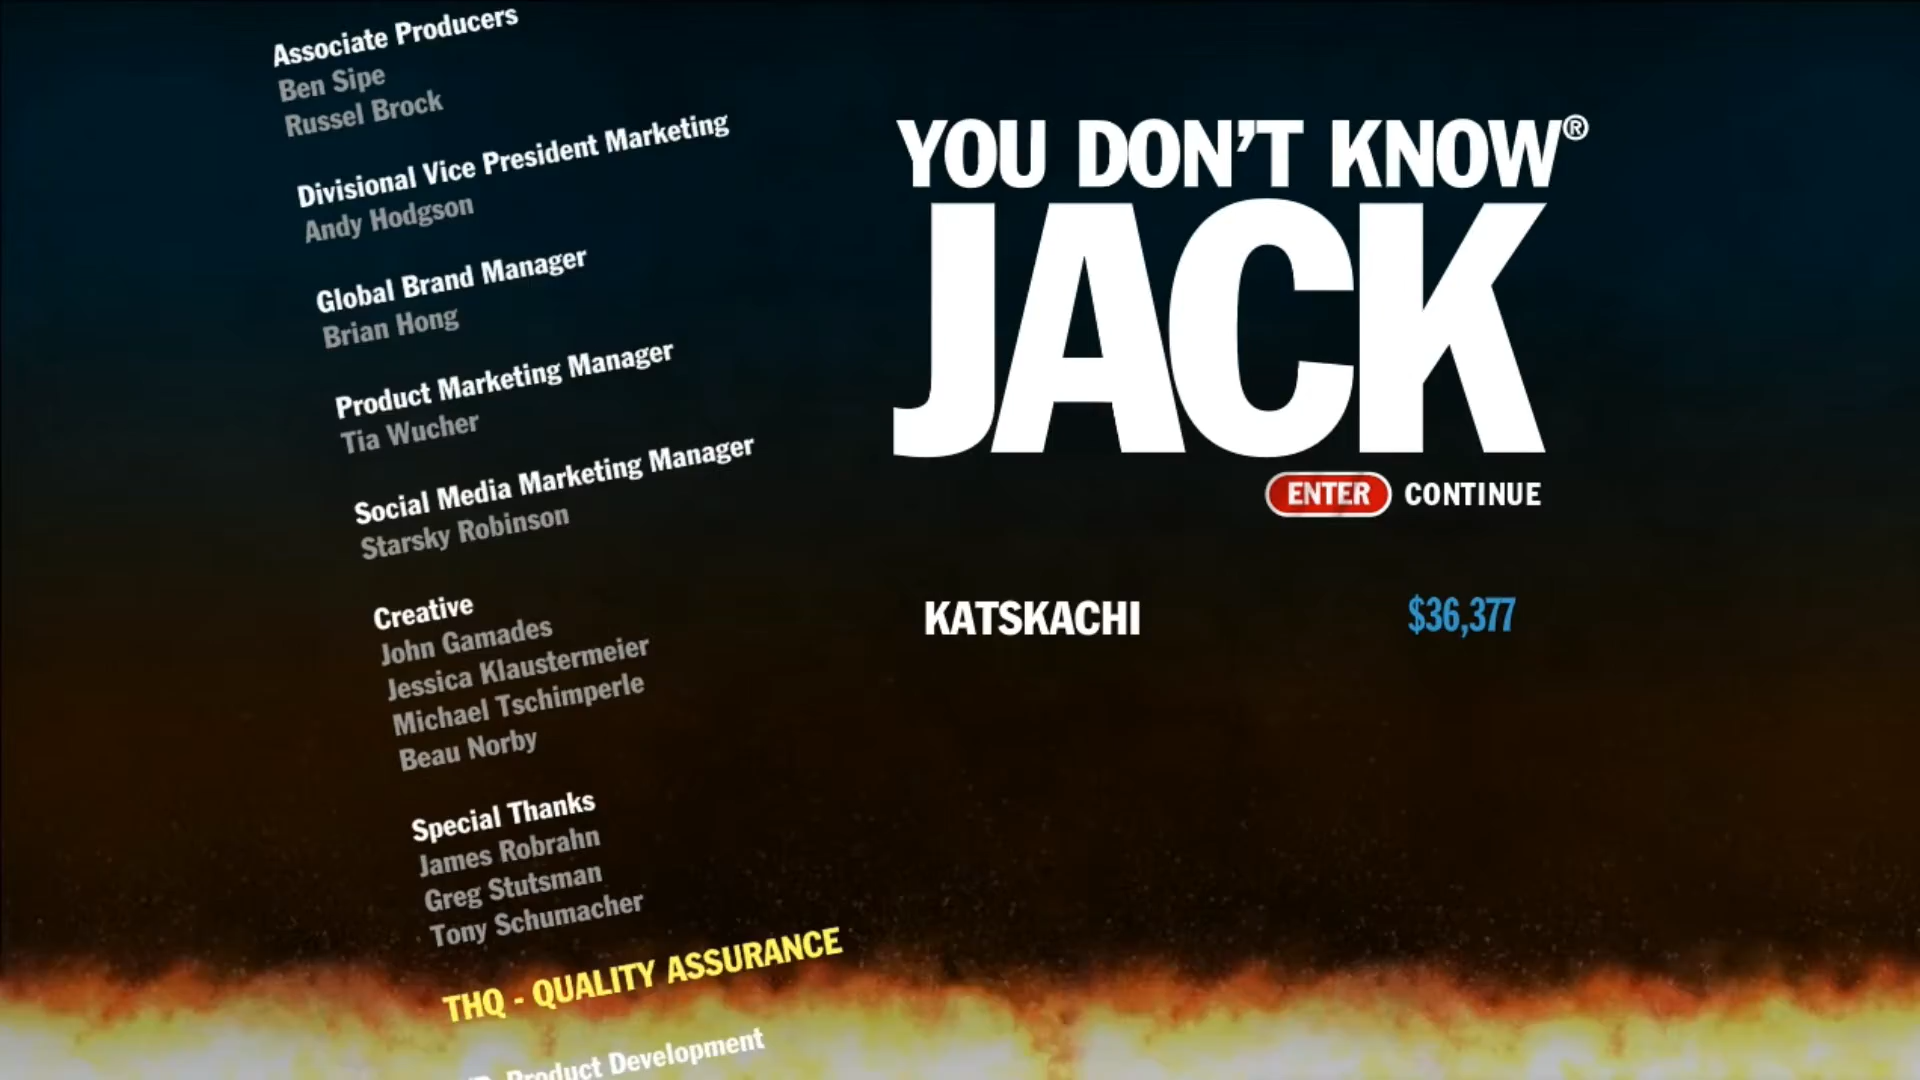 Associate Producers
Ben Sipe
Russel Brock
Divisional Vice President Marketing
Andy Hodgson
Global Brand Manager
Brian Hong
Product Marketing Manager
Tia Wucher
Social Media Marketing Manager
Starsky Robinson
Creative
John Gamades
Jessica Klaustermeier
Michael Tschimperle
Beau Norby
Special Thanks
James Robrahn
Greg Stutsman
Tony Schumacher
THQ - QUALITY ASSURANCE
Product Development
YOU DON'T KNOW®
JACK
ENTER CONTINUE
KATSKACHI $36,377